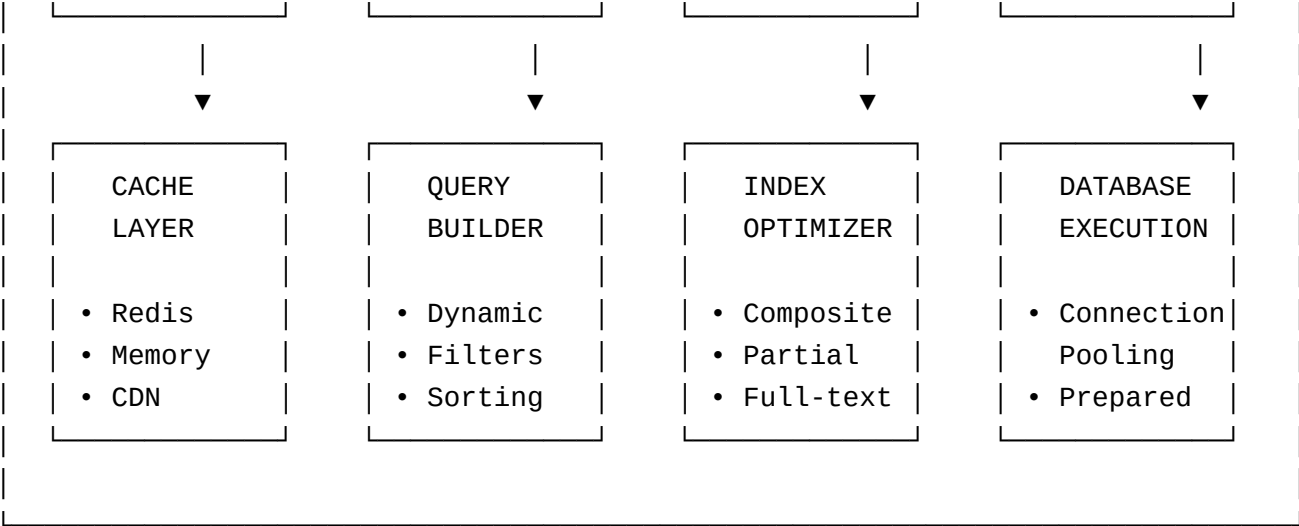 CACHE QUERY INDEX DATABASE
LAYER BUILDER OPTIMIZER EXECUTION
• Redis • Dynamic • Composite • Connection
• Memory • Filters • Partial Pooling
• CDN • Sorting • Full-text • Prepared